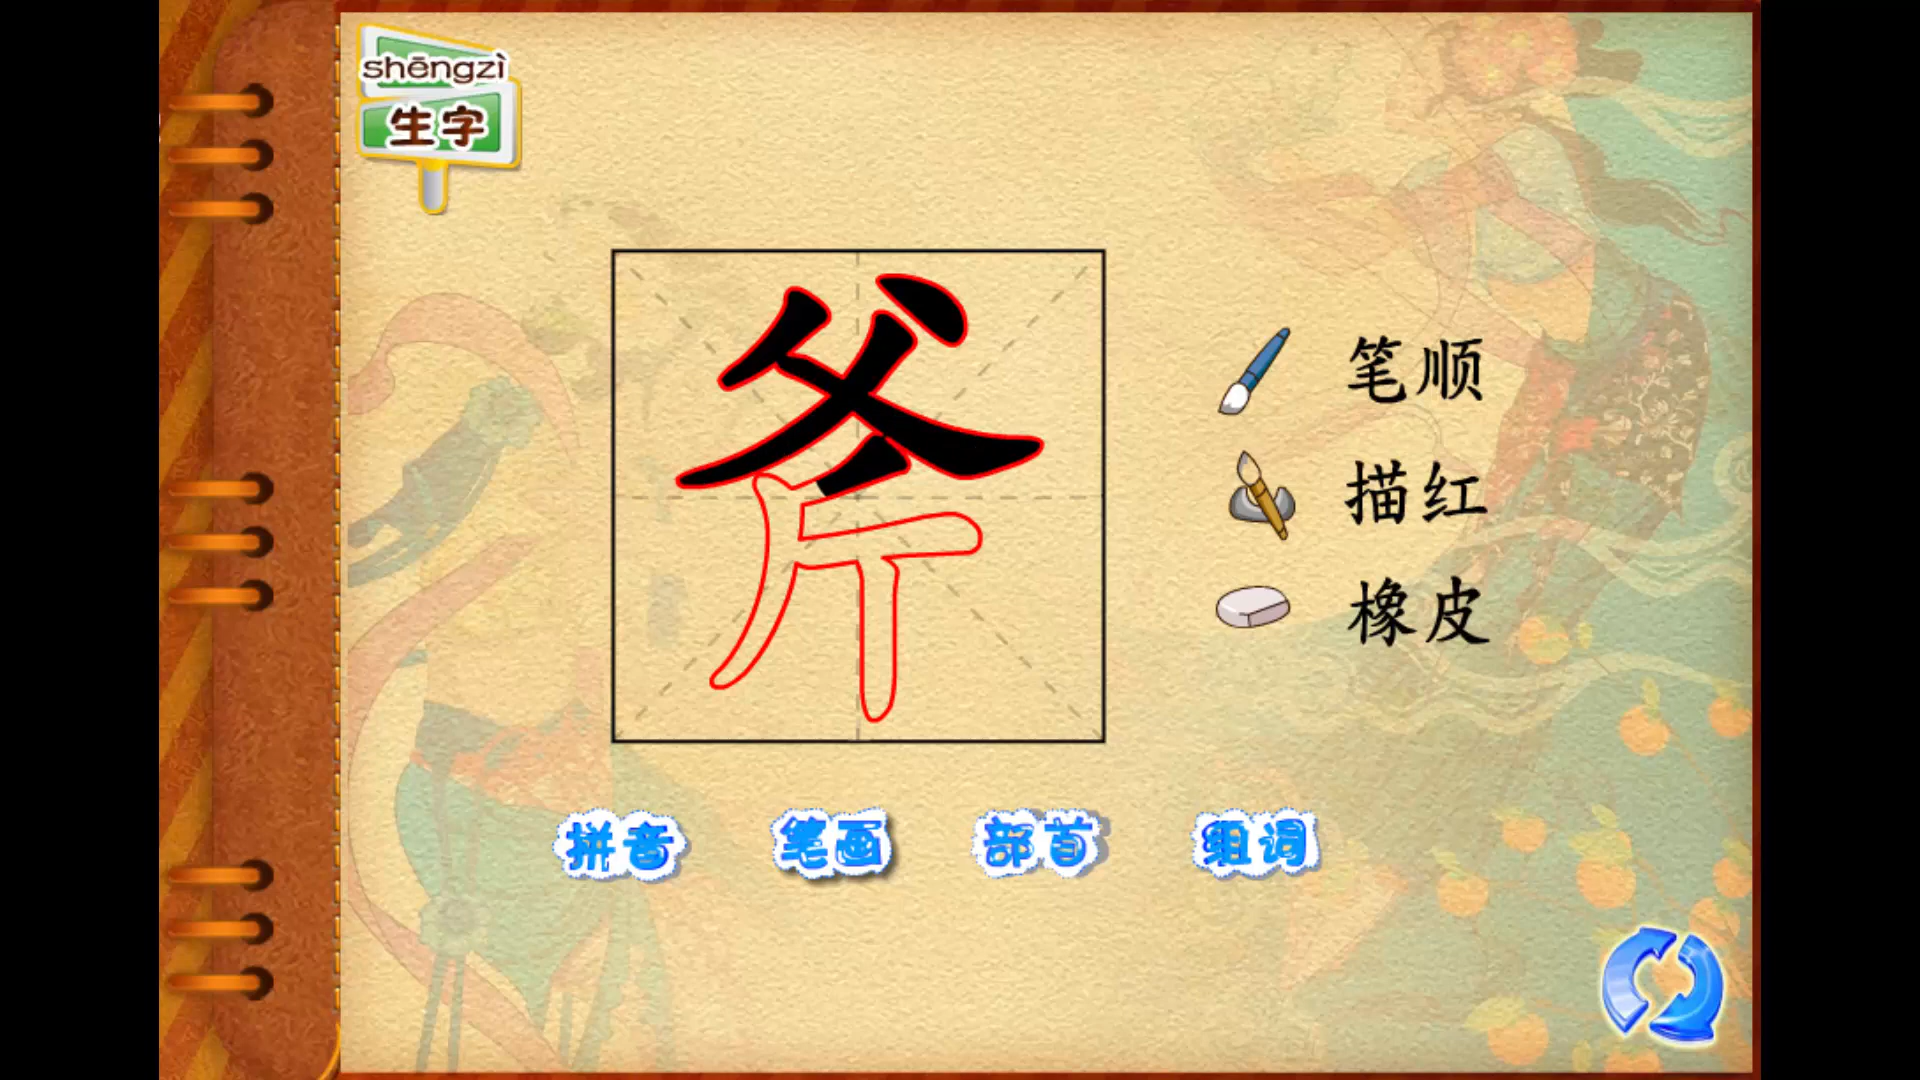 shēngzì
生字
斧
笔顺
描红
橡皮
拼音 笔画 部首 组词